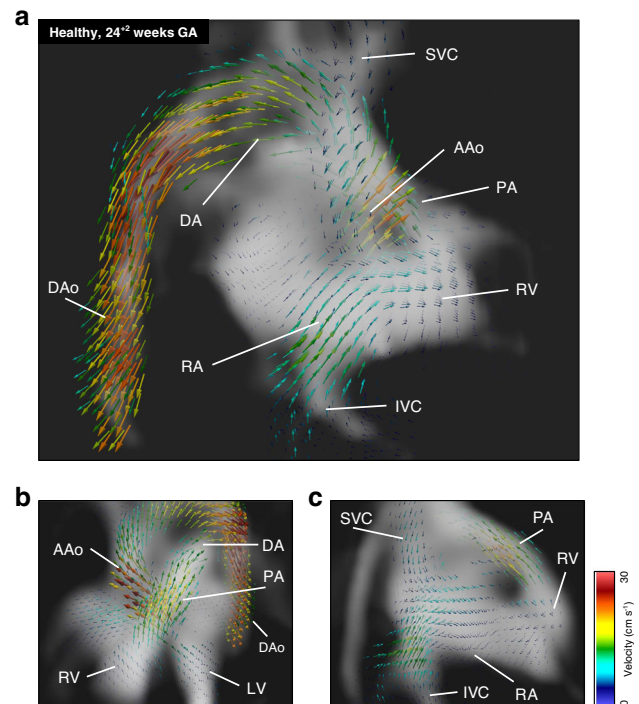 a
Healthy, 24⁺² weeks GA
SVC
AAo
PA
DA
DAo
RV
RA
IVC
b
AAo
DA
PA
DAo
RV
LV
c
SVC
PA
RV
IVC
RA
30
Velocity (cm s⁻¹)
0